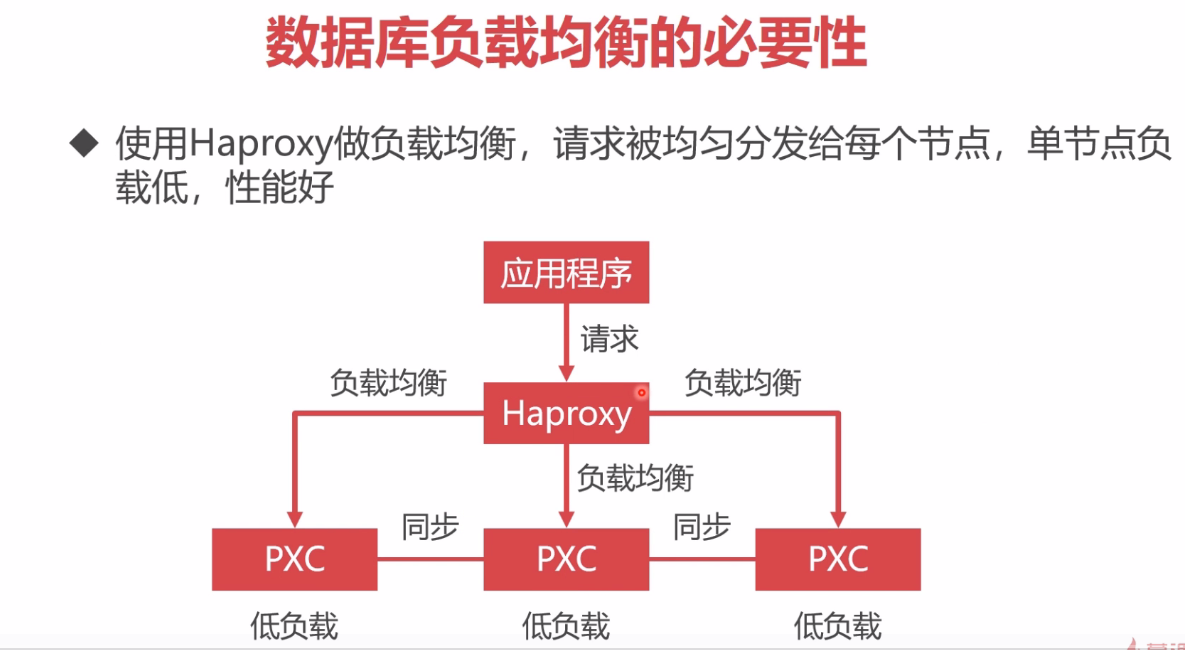 数据库负载均衡的必要性
使用Haproxy做负载均衡，请求被均匀分发给每个节点，单节点负
载低，性能好
应用程序
请求
负载均衡
负载均衡
Haproxy
负载均衡
同步
同步
PXC
PXC
PXC
低负载
低负载
低负载